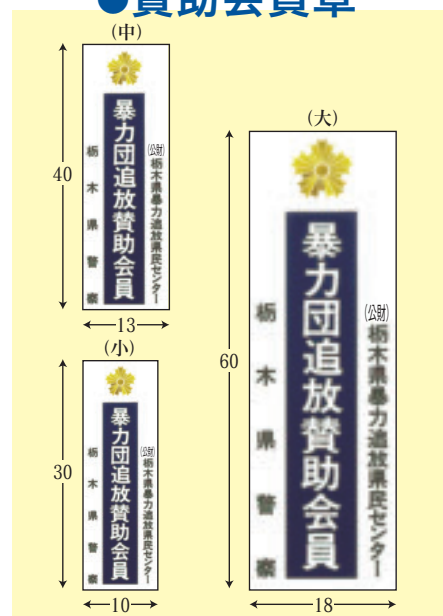 ●賛助会員章
(中)
40
暴力団追放賛助会員
(公財)栃木県暴力追放県民センター
栃木県警察
13
(小)
30
暴力団追放賛助会員
(公財)栃木県暴力追放県民センター
栃木県警察
10
(大)
60
暴力団追放賛助会員
(公財)栃木県暴力追放県民センター
栃木県警察
18